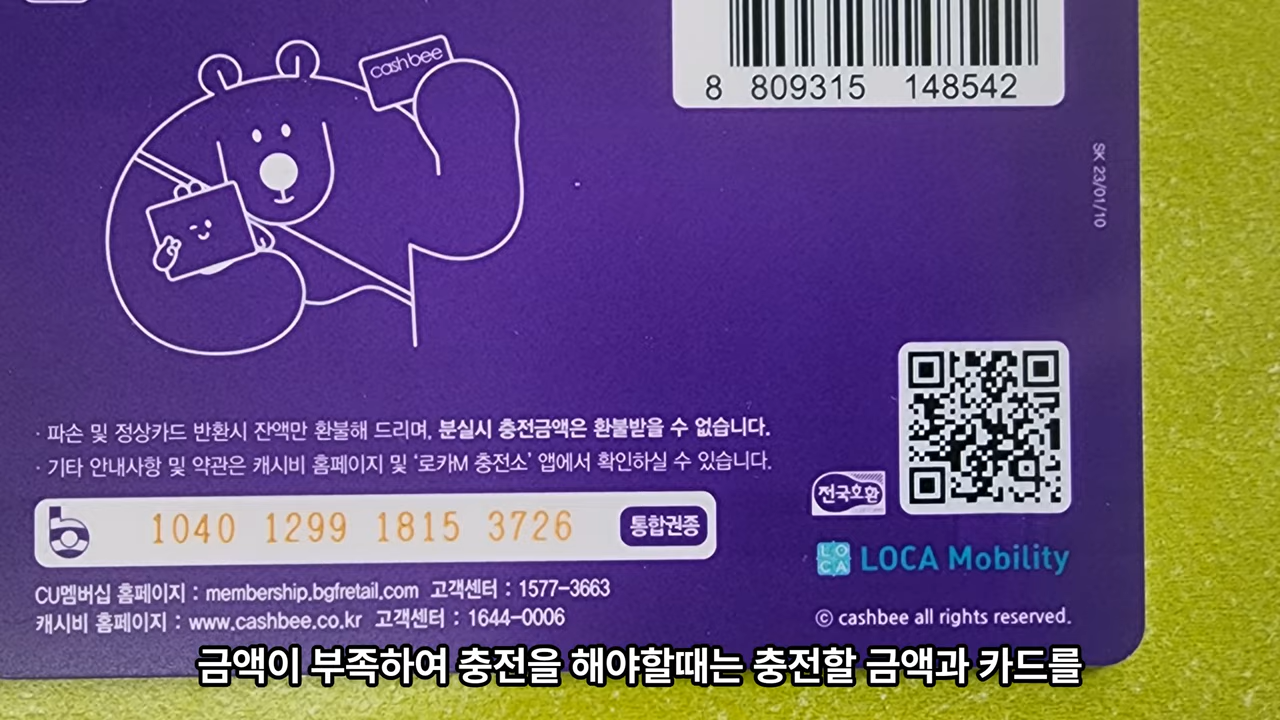 cashbee
8 809315 148542
SK 23/01/10
· 파손 및 정상카드 반환시 잔액만 환불해 드리며, 분실시 충전금액은 환불받을 수 없습니다.
· 기타 안내사항 및 약관은 캐시비 홈페이지 및 ‘로카M 충전소’ 앱에서 확인하실 수 있습니다.
전국호환
1040 1299 1815 3726 통합권종
LOCA
LOCA Mobility
CU멤버십 홈페이지 : membership.bgfretail.com 고객센터 : 1577-3663
캐시비 홈페이지 : www.cashbee.co.kr 고객센터 : 1644-0006
ⓒ cashbee all rights reserved.
금액이 부족하여 충전을 해야할때는 충전할 금액과 카드를